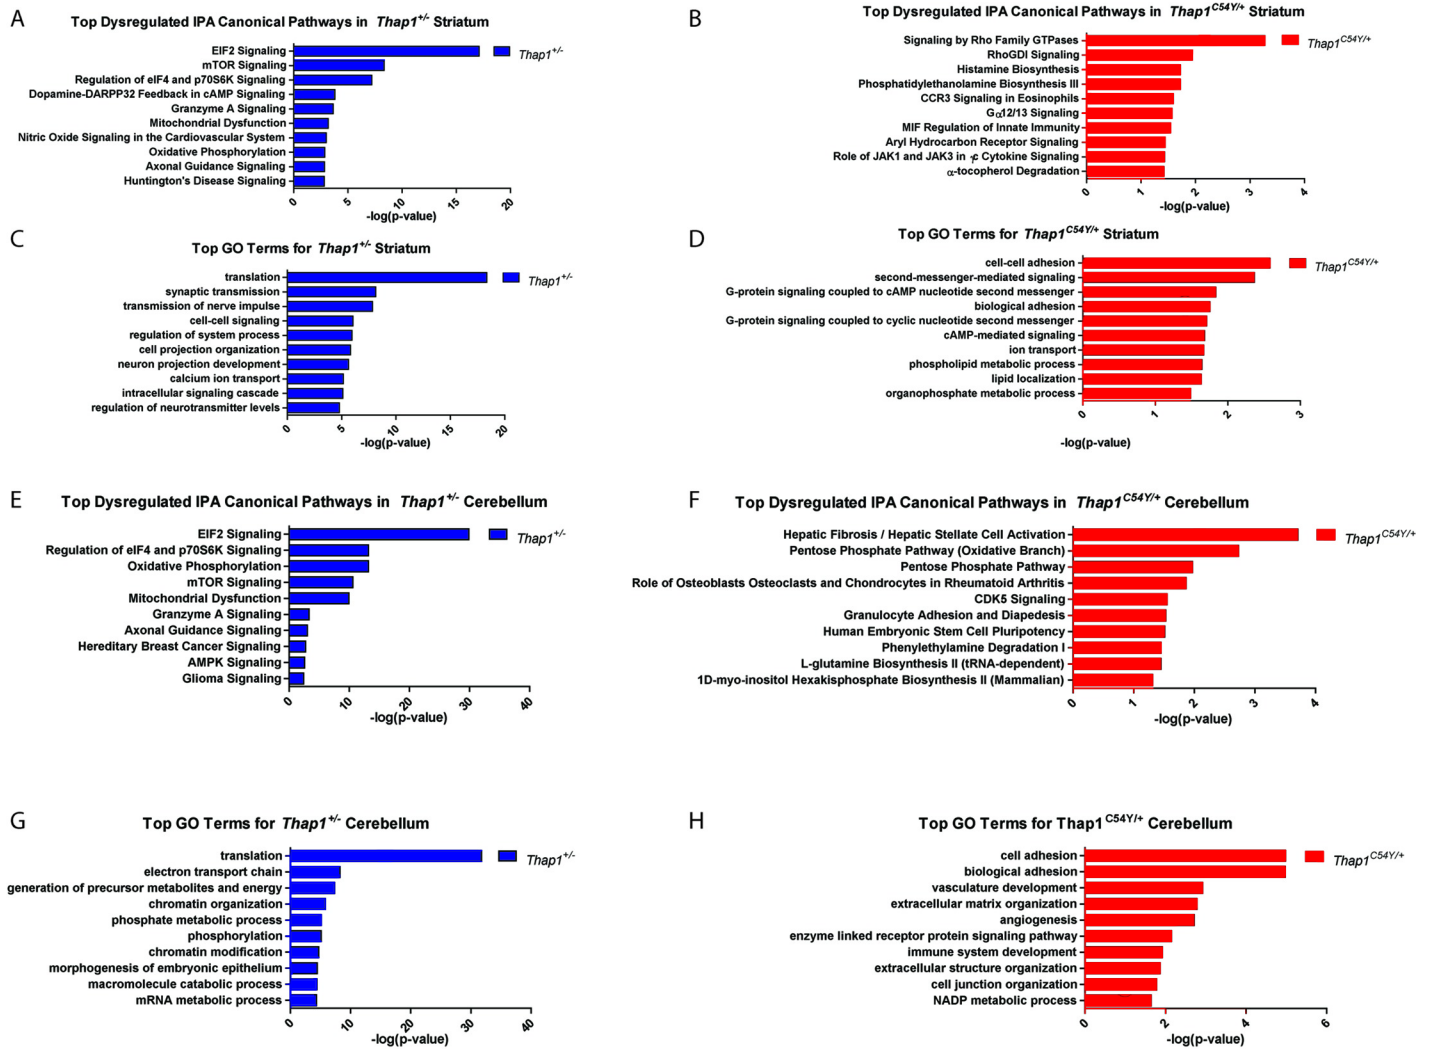 A
Top Dysregulated IPA Canonical Pathways in Thap1+/- Striatum
EIF2 Signaling
Thap1+/-
mTOR Signaling
Regulation of eIF4 and p70S6K Signaling
Dopamine-DARPP32 Feedback in cAMP Signaling
Granzyme A Signaling
Mitochondrial Dysfunction
Nitric Oxide Signaling in the Cardiovascular System
Oxidative Phosphorylation
Axonal Guidance Signaling
Huntington's Disease Signaling
0 5 10 15 20
-log(p-value)
B
Top Dysregulated IPA Canonical Pathways in Thap1C54Y/+ Striatum
Signaling by Rho Family GTPases
Thap1C54Y/+
RhoGDI Signaling
Histamine Biosynthesis
Phosphatidylethanolamine Biosynthesis III
CCR3 Signaling in Eosinophils
Gα12/13 Signaling
MIF Regulation of Innate Immunity
Aryl Hydrocarbon Receptor Signaling
Role of JAK1 and JAK3 in γc Cytokine Signaling
α-tocopherol Degradation
0 1 2 3 4
-log(p-value)
C
Top GO Terms for Thap1+/- Striatum
translation
Thap1+/-
synaptic transmission
transmission of nerve impulse
cell-cell signaling
regulation of system process
cell projection organization
neuron projection development
calcium ion transport
intracellular signaling cascade
regulation of neurotransmitter levels
0 5 10 15 20
-log(p-value)
D
Top GO Terms for Thap1C54Y/+ Striatum
cell-cell adhesion
Thap1C54Y/+
second-messenger-mediated signaling
G-protein signaling coupled to cAMP nucleotide second messenger
biological adhesion
G-protein signaling coupled to cyclic nucleotide second messenger
cAMP-mediated signaling
ion transport
phospholipid metabolic process
lipid localization
organophosphate metabolic process
0 1 2 3
-log(p-value)
E
Top Dysregulated IPA Canonical Pathways in Thap1+/- Cerebellum
EIF2 Signaling
Thap1+/-
Regulation of eIF4 and p70S6K Signaling
Oxidative Phosphorylation
mTOR Signaling
Mitochondrial Dysfunction
Granzyme A Signaling
Axonal Guidance Signaling
Hereditary Breast Cancer Signaling
AMPK Signaling
Glioma Signaling
0 10 20 30 40
-log(p-value)
F
Top Dysregulated IPA Canonical Pathways in Thap1C54Y/+ Cerebellum
Hepatic Fibrosis / Hepatic Stellate Cell Activation
Thap1C54Y/+
Pentose Phosphate Pathway (Oxidative Branch)
Pentose Phosphate Pathway
Role of Osteoblasts Osteoclasts and Chondrocytes in Rheumatoid Arthritis
CDK5 Signaling
Granulocyte Adhesion and Diapedesis
Human Embryonic Stem Cell Pluripotency
Phenylethylamine Degradation I
L-glutamine Biosynthesis II (tRNA-dependent)
1D-myo-inositol Hexakisphosphate Biosynthesis II (Mammalian)
0 1 2 3 4
-log(p-value)
G
Top GO Terms for Thap1+/- Cerebellum
translation
Thap1+/-
electron transport chain
generation of precursor metabolites and energy
chromatin organization
phosphate metabolic process
phosphorylation
chromatin modification
morphogenesis of embryonic epithelium
macromolecule catabolic process
mRNA metabolic process
0 10 20 30 40
-log(p-value)
H
Top GO Terms for Thap1C54Y/+ Cerebellum
cell adhesion
Thap1C54Y/+
biological adhesion
vasculature development
extracellular matrix organization
angiogenesis
enzyme linked receptor protein signaling pathway
immune system development
extracellular structure organization
cell junction organization
NADP metabolic process
0 2 4 6
-log(p-value)